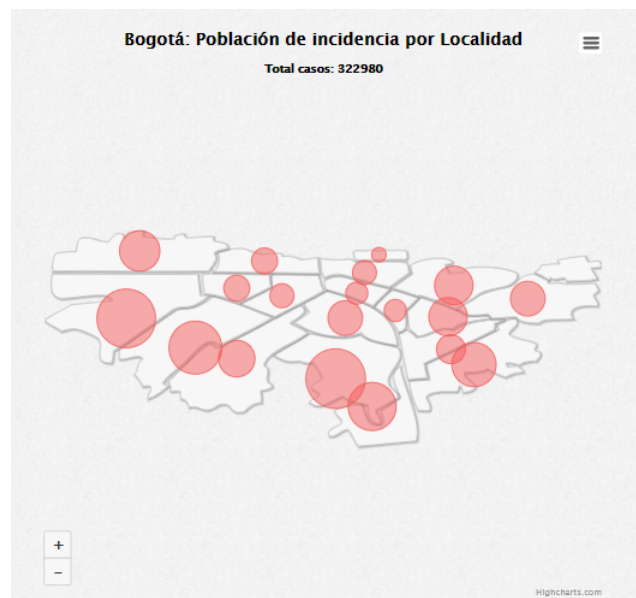 Bogotá: Población de incidencia por Localidad
Total casos: 322980
+
-
Highcharts.com